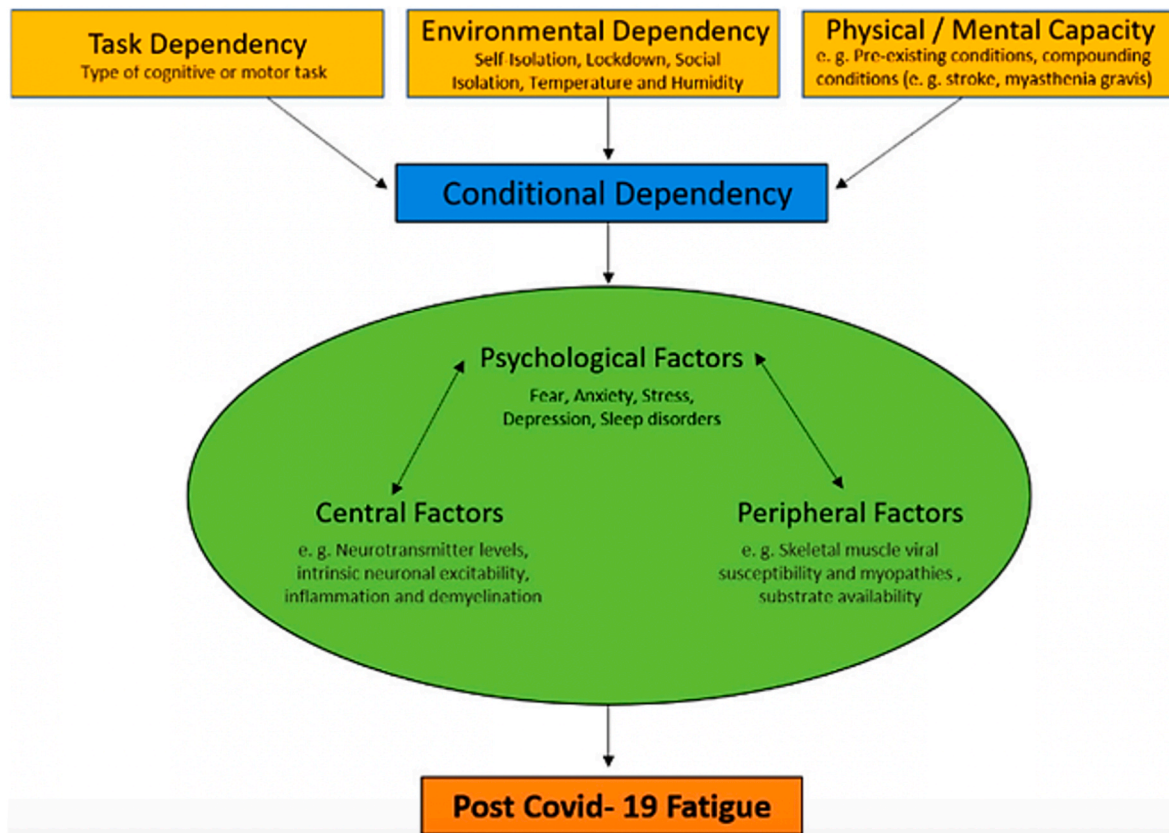 Task Dependency
Type of cognitive or motor task
Environmental Dependency
Self-Isolation, Lockdown, Social
Isolation, Temperature and Humidity
Physical / Mental Capacity
e. g. Pre-existing conditions, compounding
conditions (e. g. stroke, myasthenia gravis)
Conditional Dependency
Psychological Factors
Fear, Anxiety, Stress,
Depression, Sleep disorders
Central Factors
e. g. Neurotransmitter levels,
intrinsic neuronal excitability,
inflammation and demyelination
Peripheral Factors
e. g. Skeletal muscle viral
susceptibility and myopathies ,
substrate availability
Post Covid- 19 Fatigue